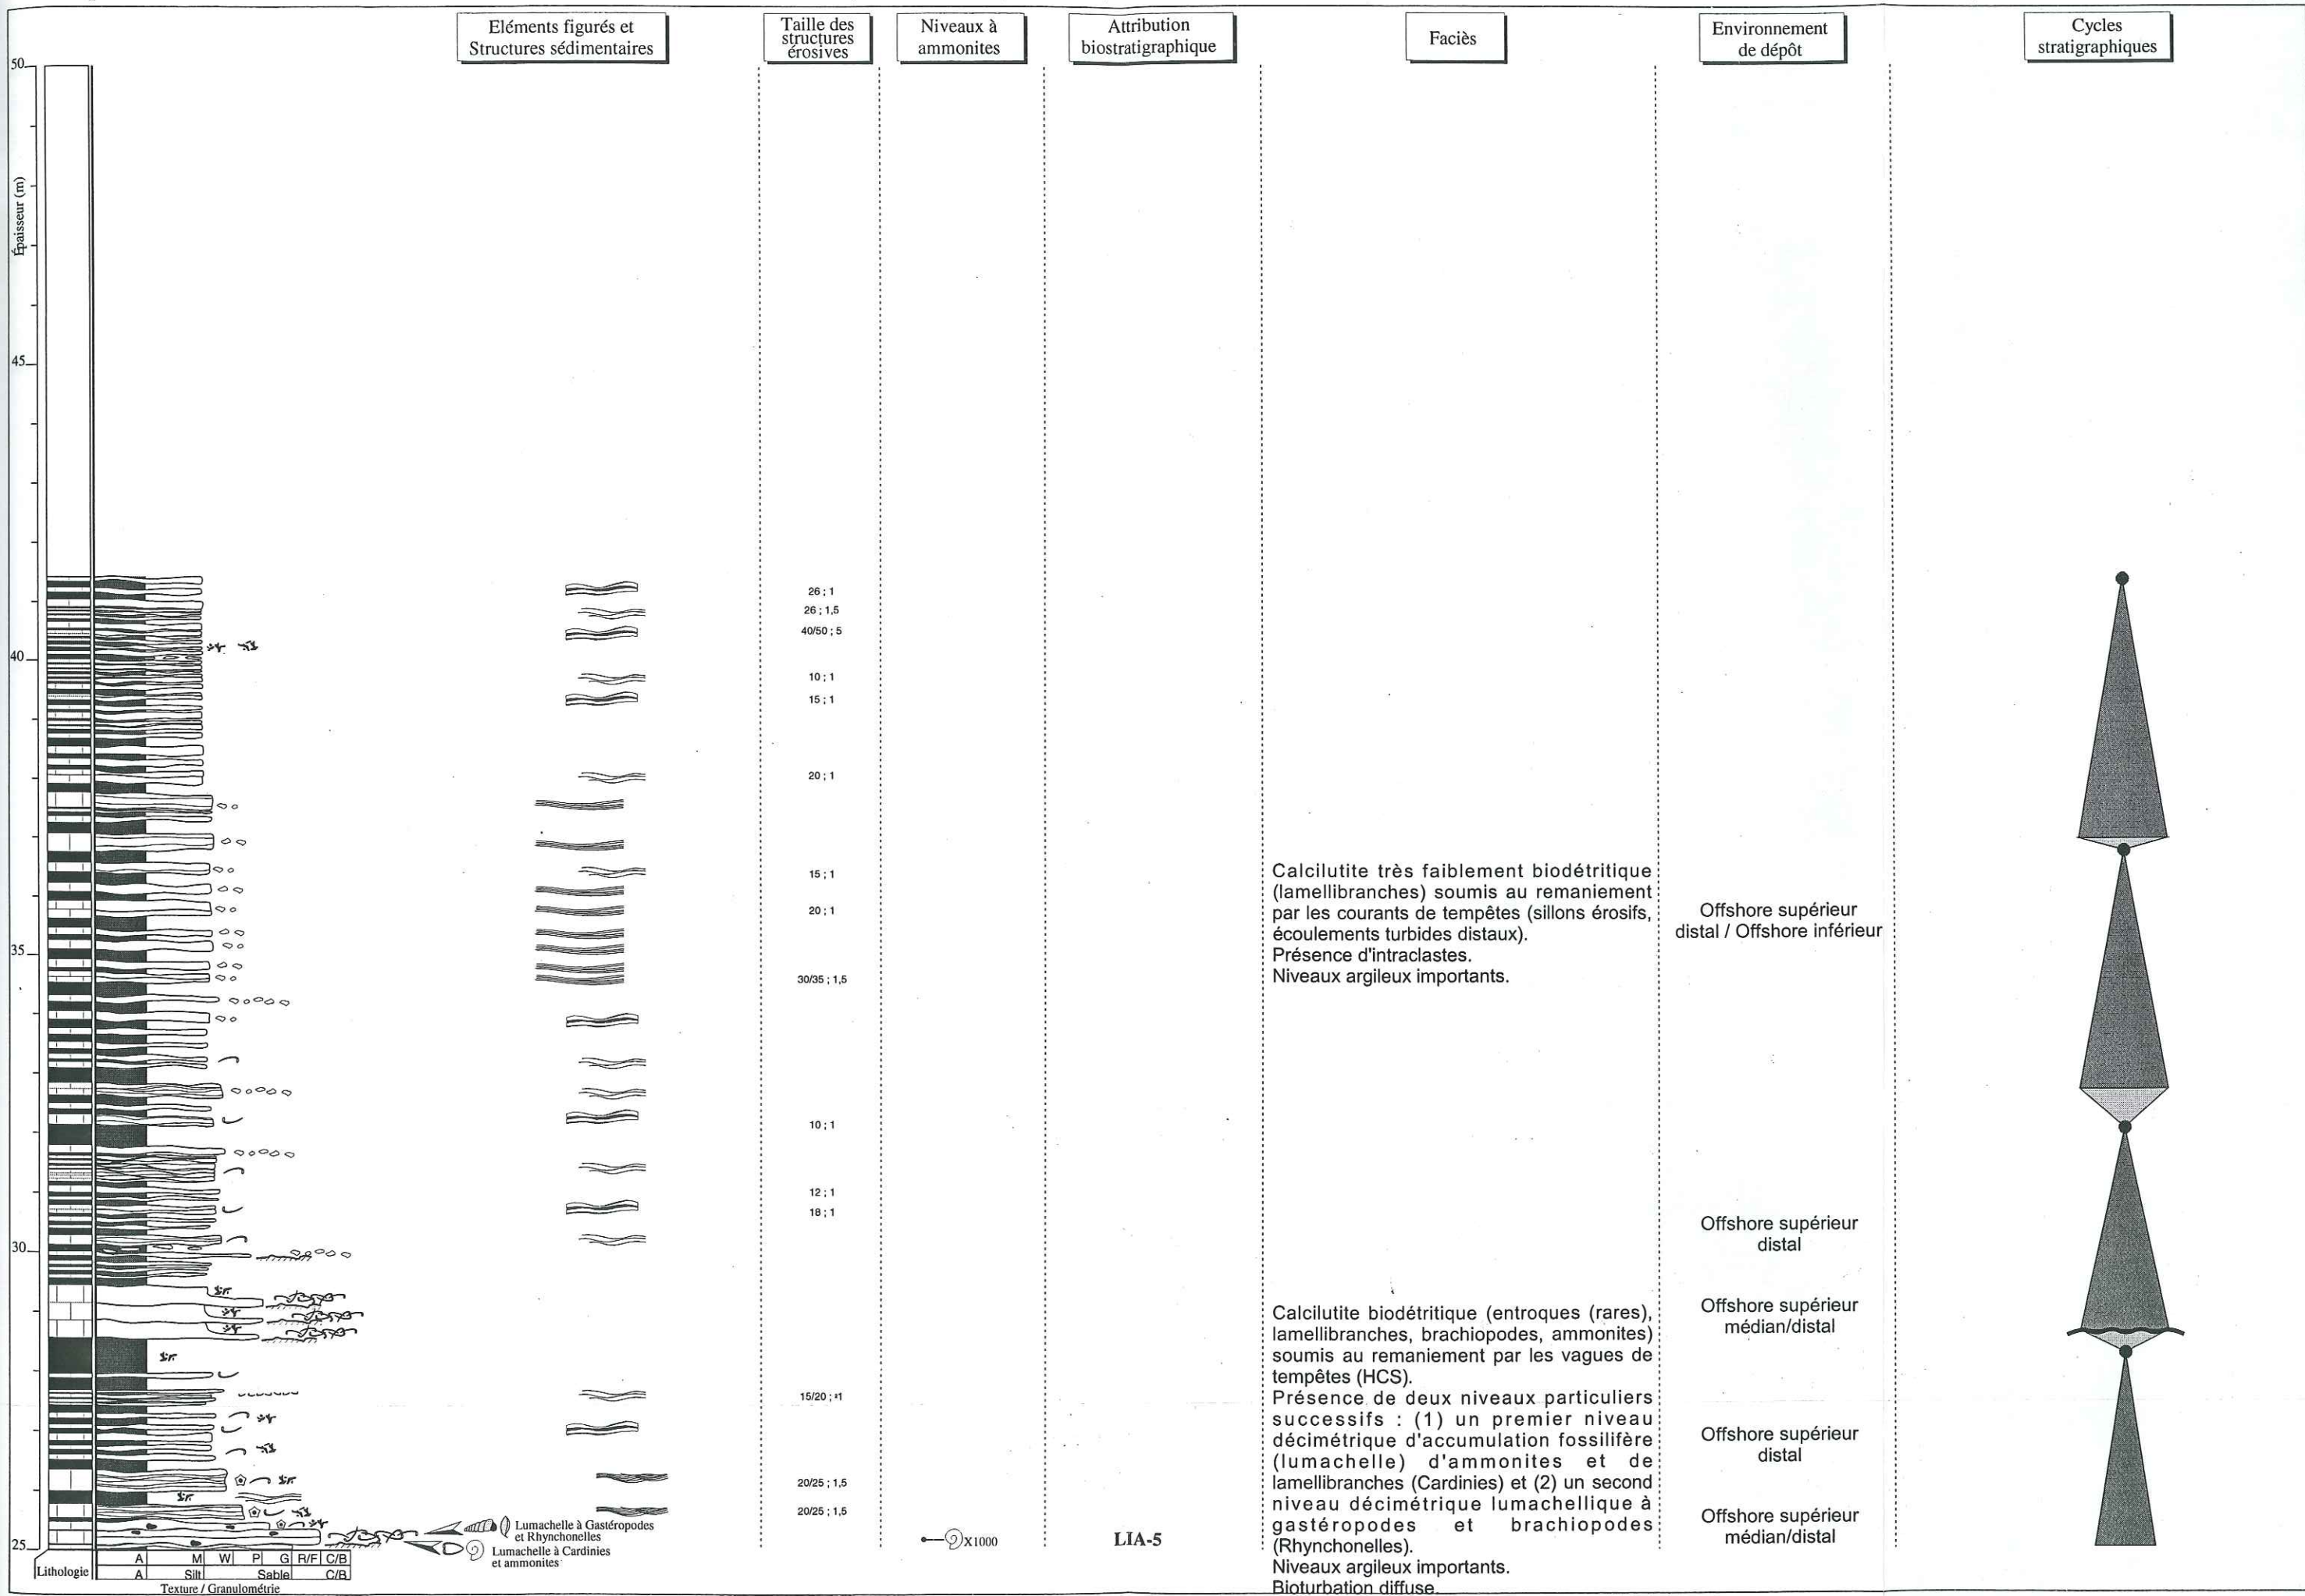 Eléments figurés et
Structures sédimentaires
Taille des
structures
érosives
Niveaux à
ammonites
Attribution
biostratigraphique
Faciès
Environnement
de dépôt
Cycles
stratigraphiques
50
Épaisseur (m)
45
26 ; 1
26 ; 1,5
40/50 ; 5
40
10 ; 1
15 ; 1
20 ; 1
15 ; 1
20 ; 1
Calcilutite très faiblement biodétritique
(lamellibranches) soumis au remaniement
par les courants de tempêtes (sillons érosifs,
écoulements turbides distaux).
Présence d'intraclastes.
Niveaux argileux importants.
Offshore supérieur
distal / Offshore inférieur
35
30/35 ; 1,5
10 ; 1
12 ; 1
18 ; 1
Offshore supérieur
distal
30
Offshore supérieur
médian/distal
Calcilutite biodétritique (entroques (rares),
lamellibranches, brachiopodes, ammonites)
soumis au remaniement par les vagues de
tempêtes (HCS).
Présence de deux niveaux particuliers
successifs : (1) un premier niveau
décimétrique d'accumulation fossilifère
(lumachelle) d'ammonites et de
lamellibranches (Cardinies) et (2) un second
niveau décimétrique lumachellique à
gastéropodes et brachiopodes
(Rhynchonelles).
Niveaux argileux importants.
Bioturbation diffuse.
15/20 ; 1
Offshore supérieur
distal
20/25 ; 1,5
20/25 ; 1,5
Offshore supérieur
médian/distal
Lumachelle à Gastéropodes
et Rhynchonelles
Lumachelle à Cardinies
et ammonites
X1000
LIA-5
25
Lithologie
A M W P G R/F C/B
A Silt Sable C/B
Texture / Granulométrie